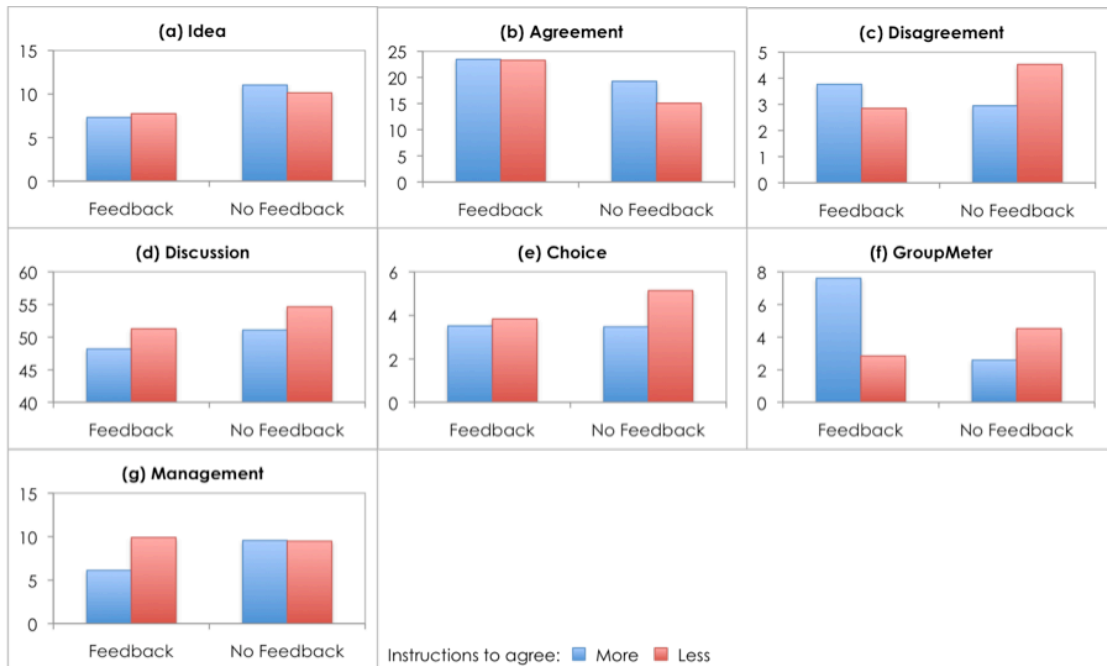 (a) Idea
15
10
5
0
Feedback No Feedback
(b) Agreement
25
20
15
10
5
0
Feedback No Feedback
(c) Disagreement
5
4
3
2
1
0
Feedback No Feedback
(d) Discussion
60
55
50
45
40
Feedback No Feedback
(e) Choice
6
4
2
0
Feedback No Feedback
(f) GroupMeter
8
6
4
2
0
Feedback No Feedback
(g) Management
15
10
5
0
Feedback No Feedback
Instructions to agree: More Less